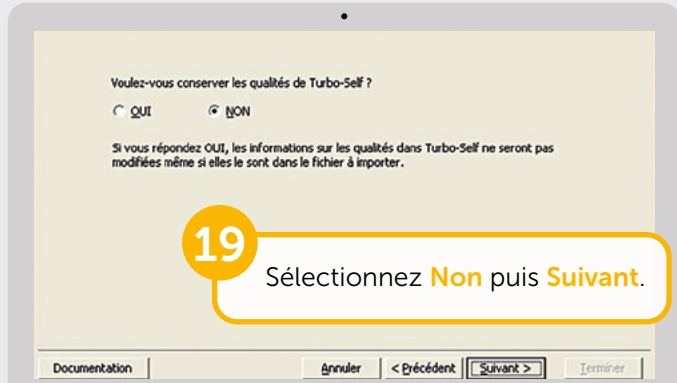 Voulez-vous conserver les qualités de Turbo-Self ?
OUI NON
Si vous répondez OUI, les informations sur les qualités dans Turbo-Self ne seront pas
modifiées même si elles le sont dans le fichier à importer.
19
Sélectionnez Non puis Suivant.
Documentation Annuler < Précédent Suivant > Terminer